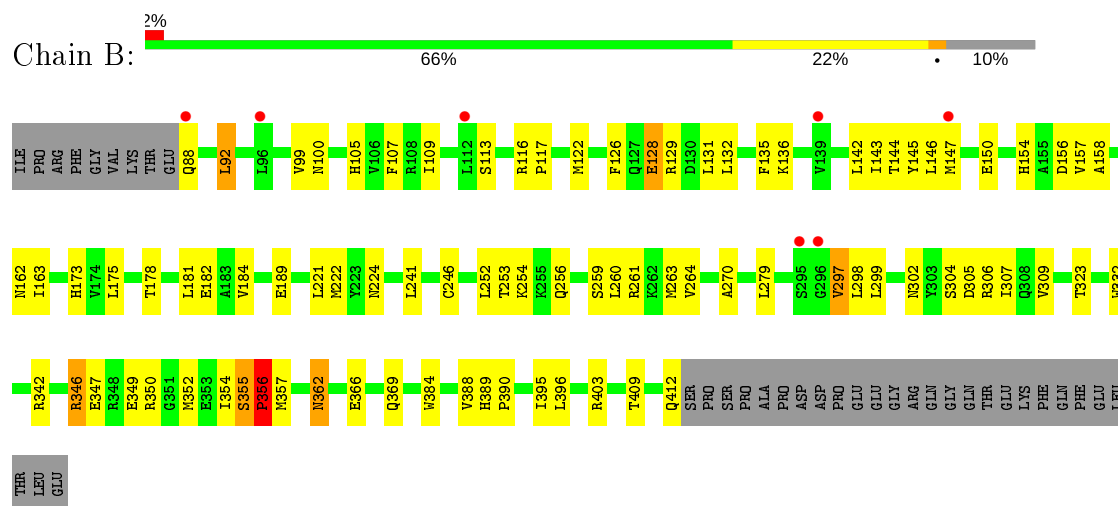 2%
Chain B:
66% 22% • 10%
ILE PRO ARG PHE GLY VAL LYS THR GLU Q88 L92 L96 V99 N100 H105 V106 F107 R108 I109 L112 S113 R116 P117 M122 F126 Q127 E128 R129 D130 L131 L132 F135 K136 V139 L142 I143 T144 Y145 L146 M147 E150 H154 A155 D156 V157 A158
N162 I163 H173 V174 L175 T178 L181 E182 A183 V184 E189 L221 M222 Y223 N224 L241 C246 L252 T253 K254 K255 Q256 S259 L260 R261 K262 M263 V264 A270 L279 S295 G296 V297 L298 L299 N302 Y303 S304 D305 R306 I307 Q308 V309 T323 W332
R342 R346 E347 R348 E349 R350 G351 M352 E353 I354 S355 P356 M357 N362 E366 Q369 W384 V388 H389 P390 I395 L396 R403 T409 Q412 SER PRO SER PRO ALA PRO ASP ASP PRO GLU GLU GLY ARG GLN GLY GLN THR GLU LYS PHE GLN PHE GLU LEU
THR LEU GLU